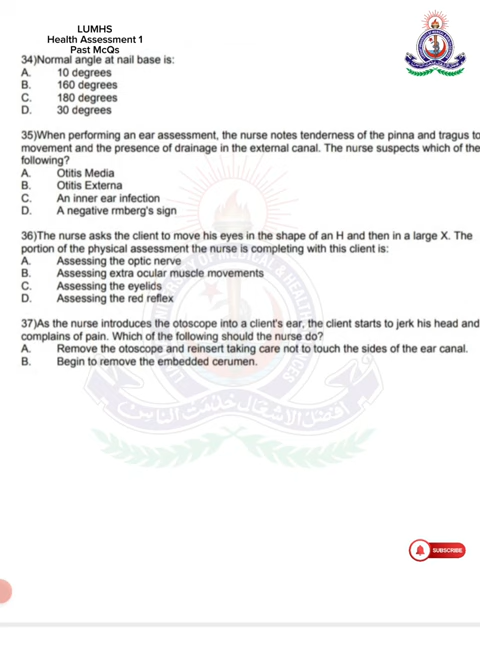 LUMHS
Health Assessment 1
Past McQs
34)Normal angle at nail base is:
A. 10 degrees
B. 160 degrees
C. 180 degrees
D. 30 degrees
35)When performing an ear assessment, the nurse notes tenderness of the pinna and tragus to
movement and the presence of drainage in the external canal. The nurse suspects which of the
following?
A. Otitis Media
B. Otitis Externa
C. An inner ear infection
D. A negative rmberg's sign
36)The nurse asks the client to move his eyes in the shape of an H and then in a large X. The
portion of the physical assessment the nurse is completing with this client is:
A. Assessing the optic nerve
B. Assessing extra ocular muscle movements
C. Assessing the eyelids
D. Assessing the red reflex
37)As the nurse introduces the otoscope into a client's ear, the client starts to jerk his head and
complains of pain. Which of the following should the nurse do?
A. Remove the otoscope and reinsert taking care not to touch the sides of the ear canal.
B. Begin to remove the embedded cerumen.
SUBSCRIBE